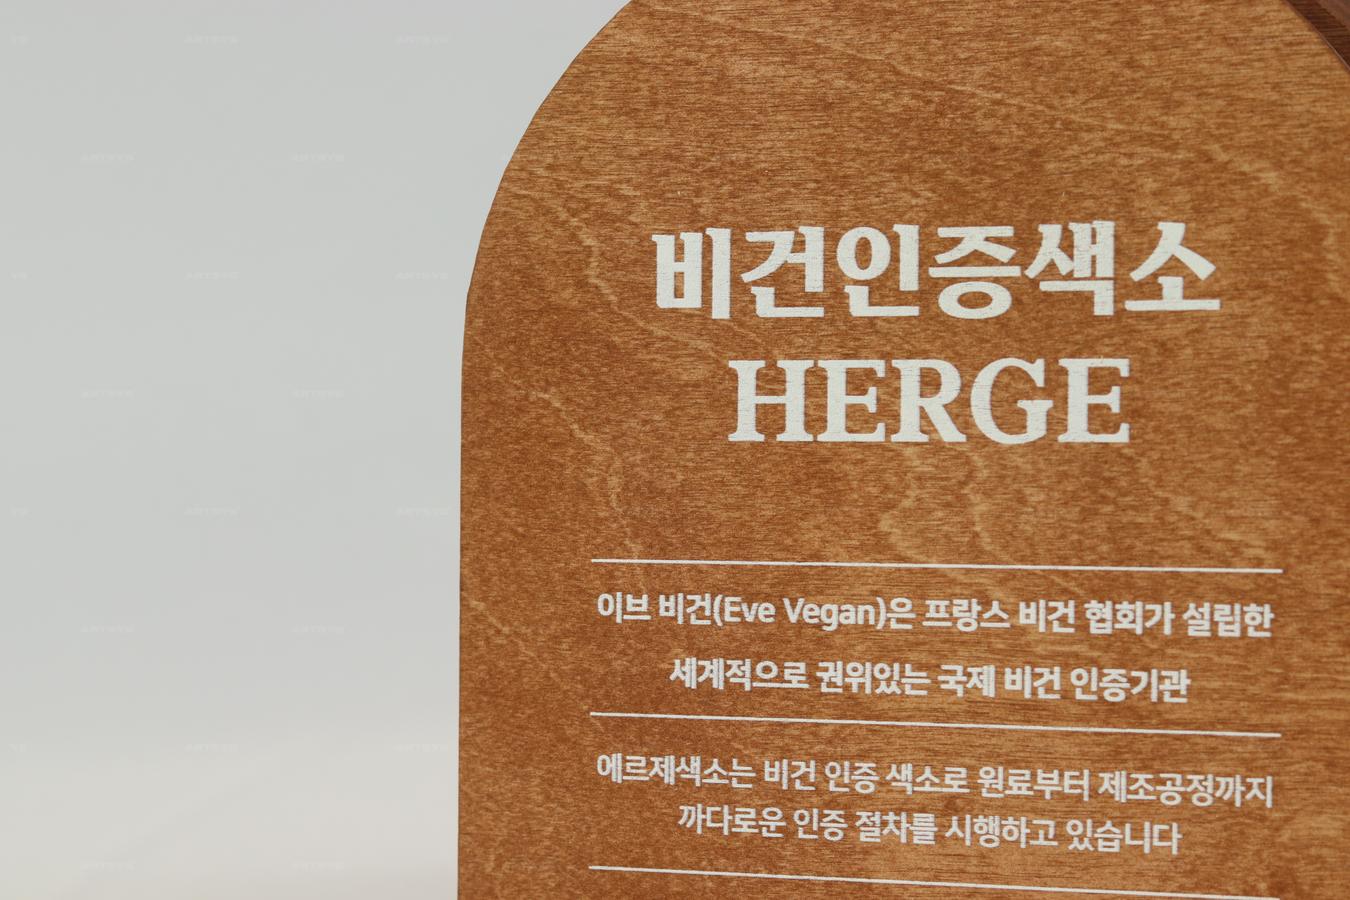 비건인증색소
HERGE
이브 비건(Eve Vegan)은 프랑스 비건 협회가 설립한
세계적으로 권위있는 국제 비건 인증기관
에르제색소는 비건 인증 색소로 원료부터 제조공정까지
까다로운 인증 절차를 시행하고 있습니다